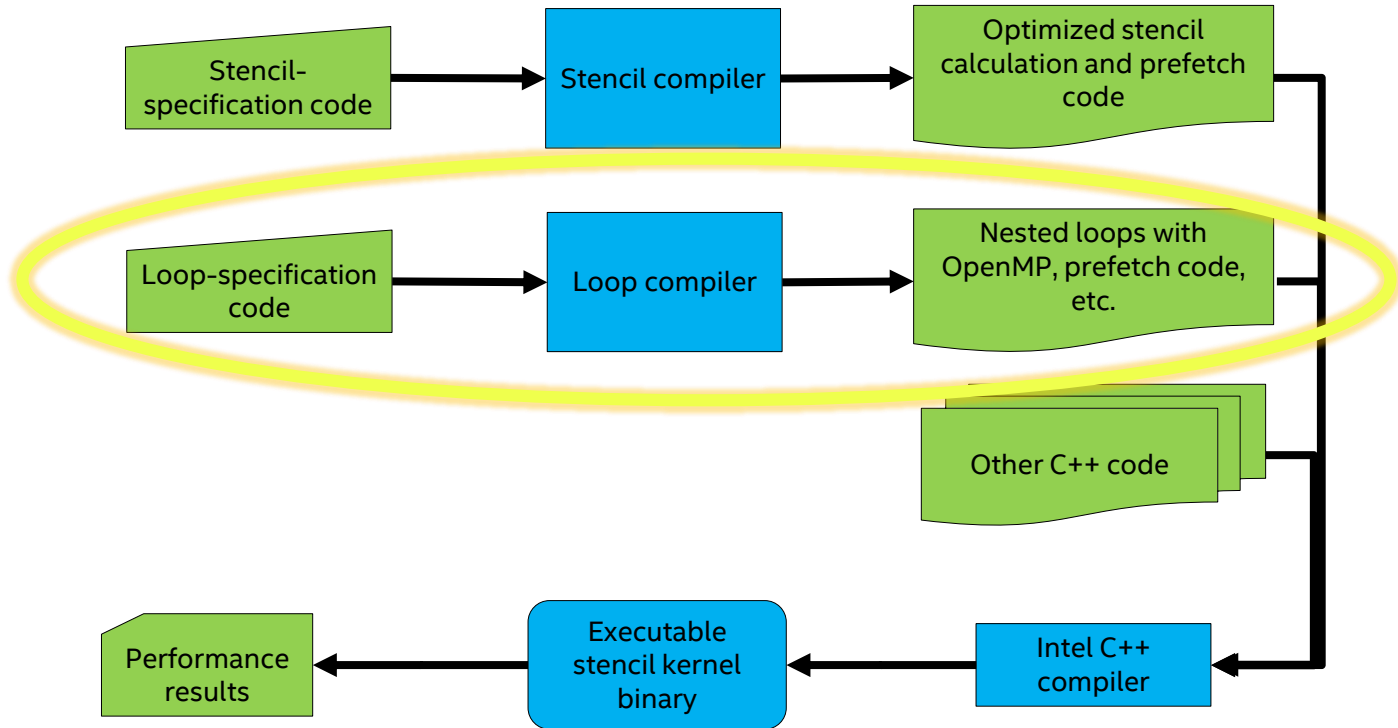 Stencil-
specification code
Stencil compiler
Optimized stencil
calculation and prefetch
code
Loop-specification
code
Loop compiler
Nested loops with
OpenMP, prefetch code,
etc.
Other C++ code
Performance
results
Executable
stencil kernel
binary
Intel C++
compiler